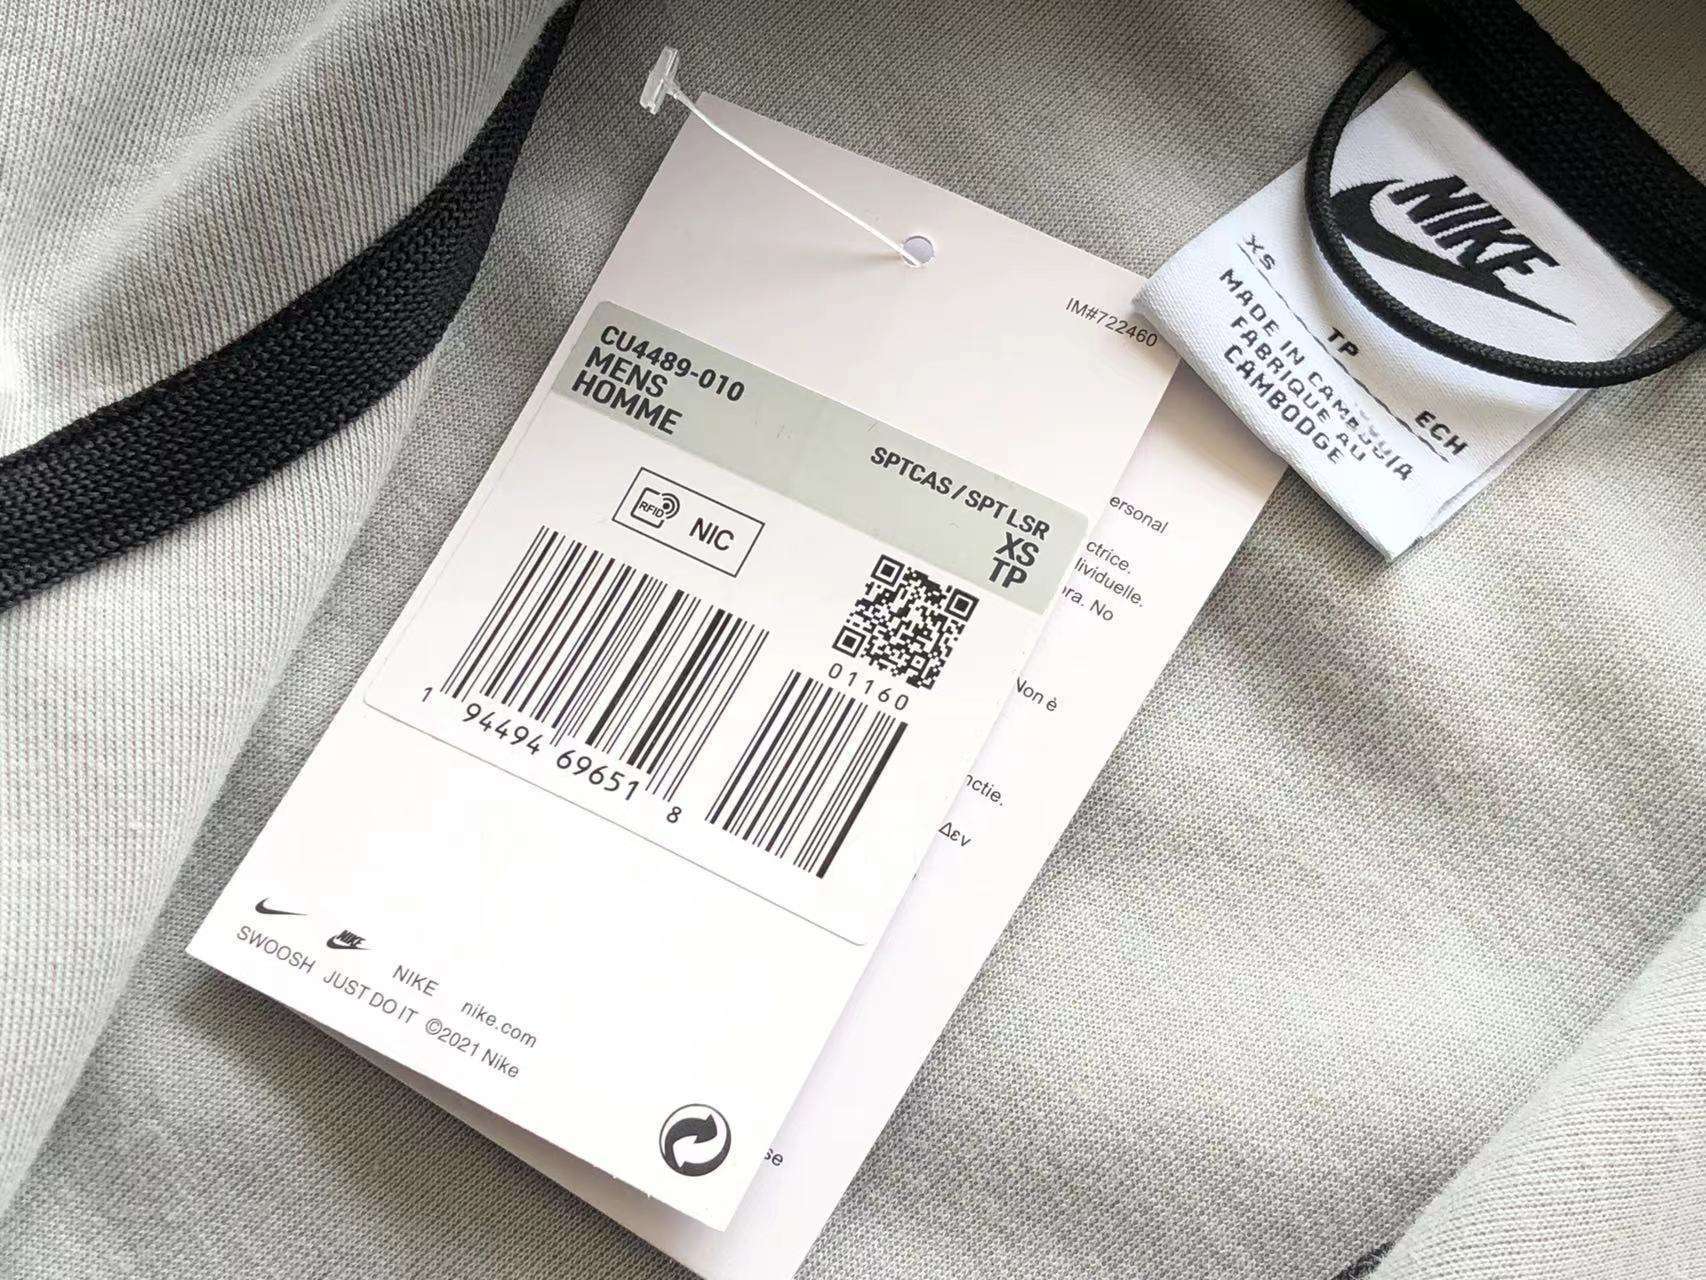 IM#722460
CU4489-010
MENS
HOMME
SPTCAS / SPT LSR
XS
TP
RFID
NIC
01160
1 94494 69651 8
NIKE
NIKE nike.com
SWOOSH JUST DO IT ©2021 Nike
ersonal
ctrice.
lividuelle.
ora. No
Non è
nctie.
Δεν
se
NIKE
XS TP ECH
MADE IN CAMBODIA
FABRIQUE AU
CAMBODGE